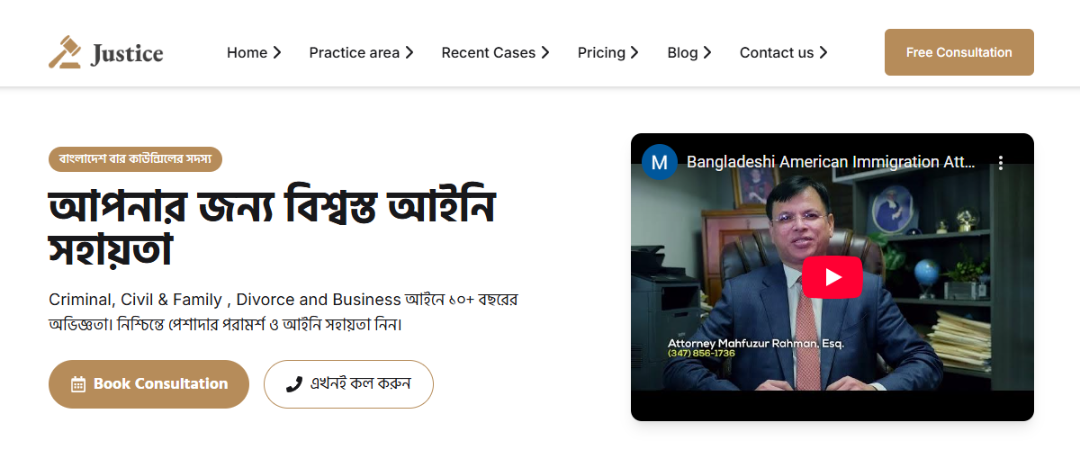 Justice
Home
Practice area
Recent Cases
Pricing
Blog
Contact us
Free Consultation
বাংলাদেশ বার কাউন্সিলের সদস্য
আপনার জন্য বিশ্বস্ত আইনি
সহায়তা
Criminal, Civil & Family , Divorce and Business আইনে ১০+ বছরের
অভিজ্ঞতা। নিশ্চিন্তে পেশাদার পরামর্শ ও আইনি সহায়তা নিন।
Book Consultation
এখনই কল করুন
M
Bangladeshi American Immigration Att...
Attorney Mahfuzur Rahman, Esq.
(347) 856-1736